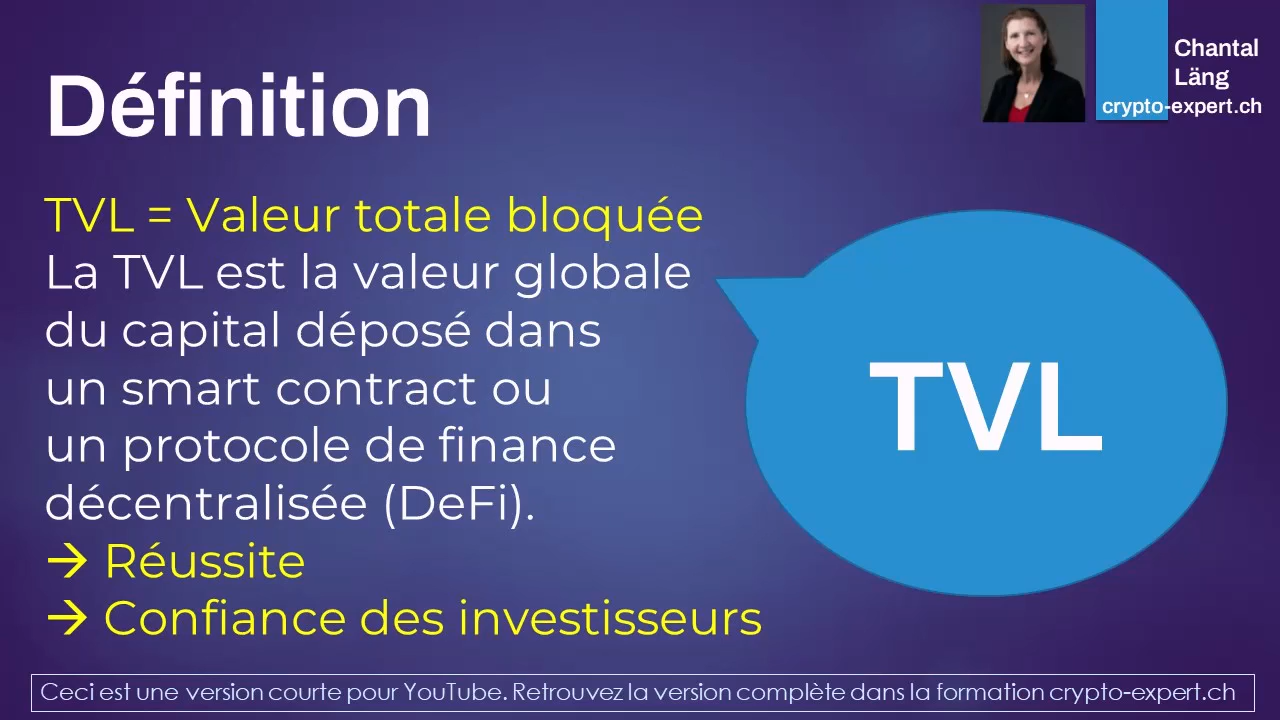 Définition
Chantal
Läng
crypto-expert.ch
TVL = Valeur totale bloquée
La TVL est la valeur globale
du capital déposé dans
un smart contract ou
un protocole de finance
décentralisée (DeFi).
→ Réussite
→ Confiance des investisseurs
TVL
Ceci est une version courte pour YouTube. Retrouvez la version complète dans la formation crypto-expert.ch